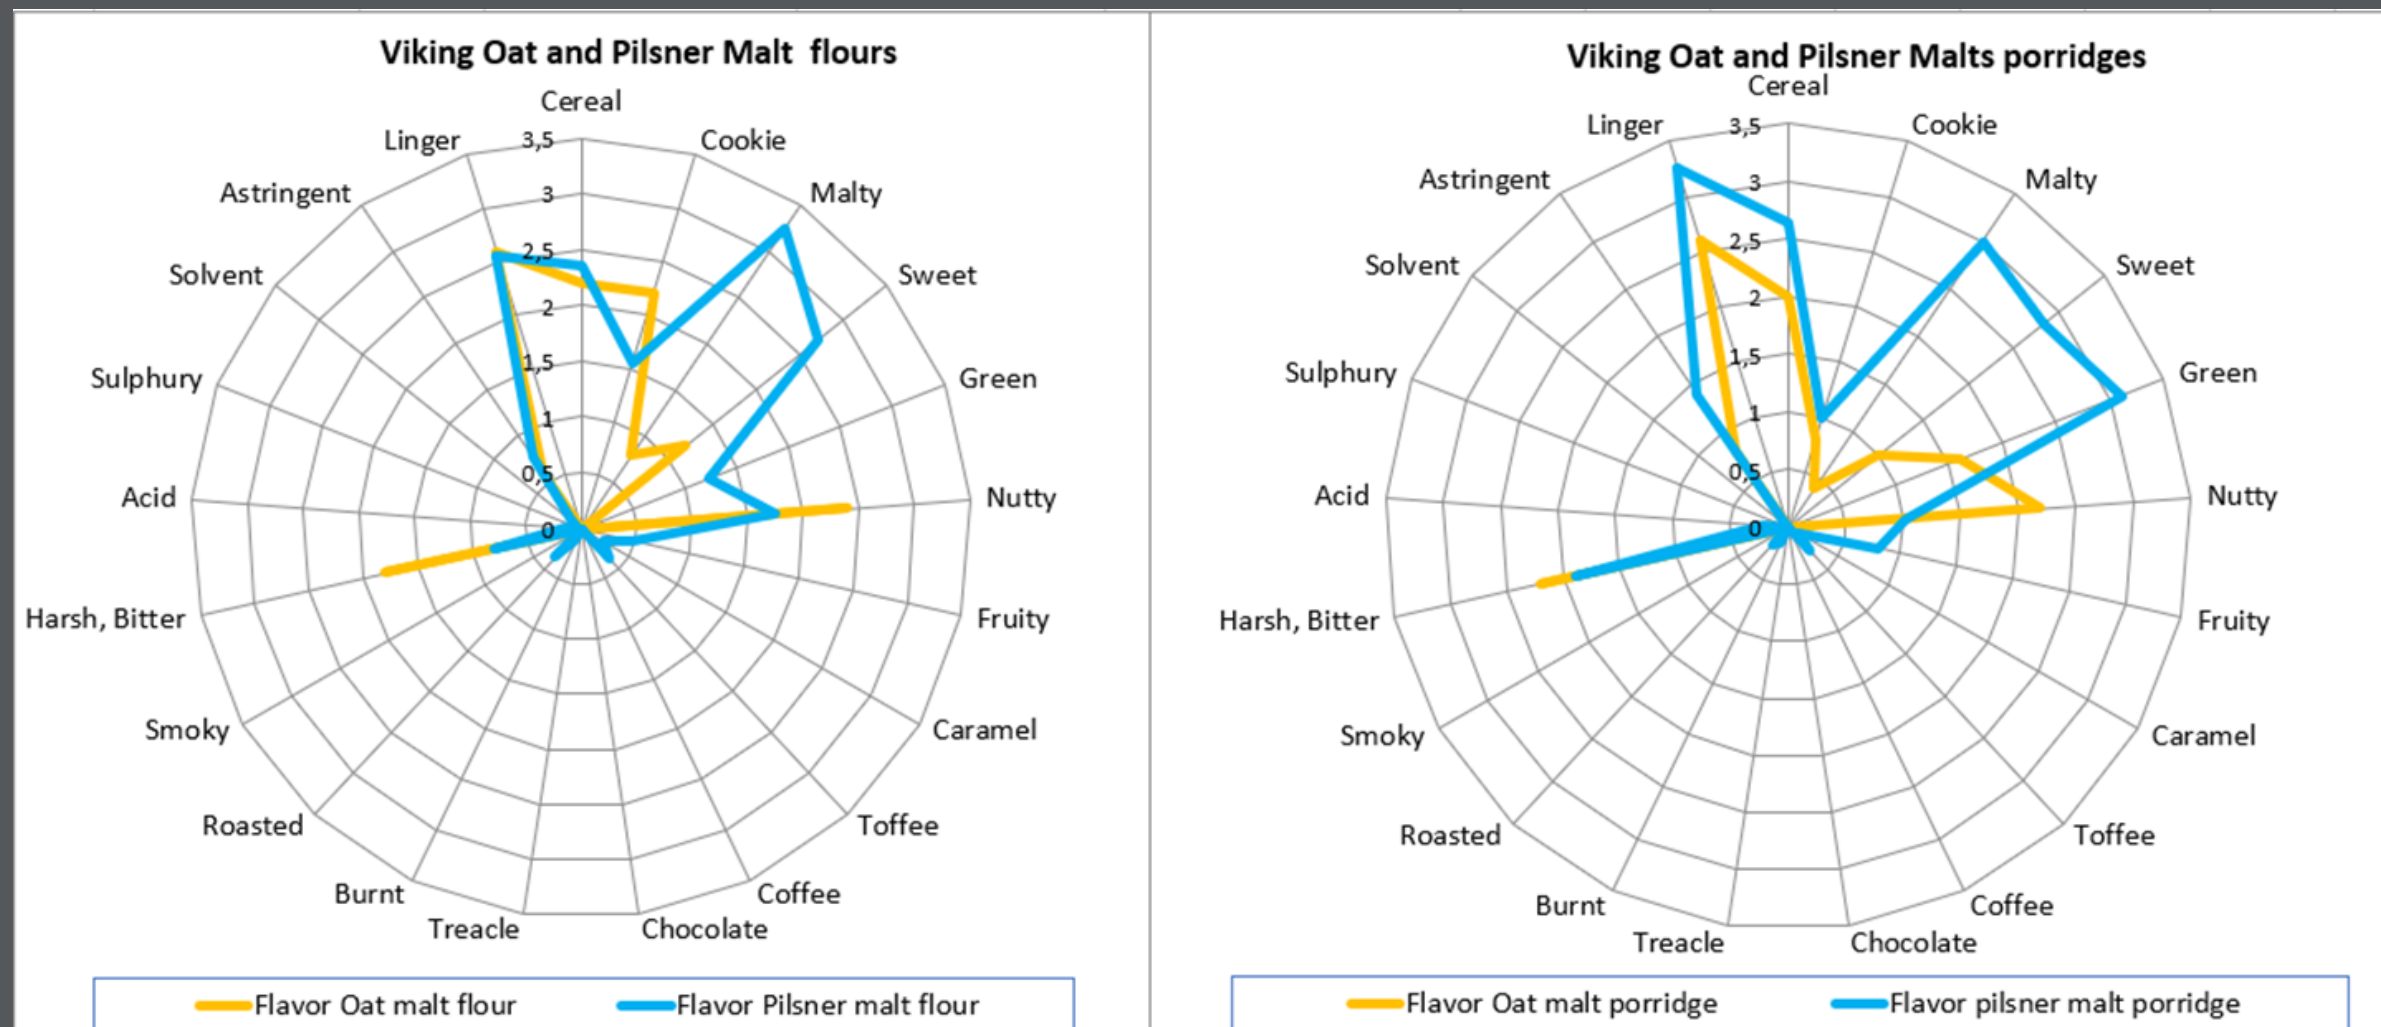 Viking Oat and Pilsner Malt flours
Cereal
Cookie
Malty
Sweet
Green
Nutty
Fruity
Caramel
Toffee
Coffee
Chocolate
Treacle
Burnt
Roasted
Smoky
Harsh, Bitter
Acid
Sulphury
Solvent
Astringent
Linger
3,5
3
2,5
2
1,5
1
0,5
0
Flavor Oat malt flour
Flavor Pilsner malt flour
Viking Oat and Pilsner Malts porridges
Cereal
Cookie
Malty
Sweet
Green
Nutty
Fruity
Caramel
Toffee
Coffee
Chocolate
Treacle
Burnt
Roasted
Smoky
Harsh, Bitter
Acid
Sulphury
Solvent
Astringent
Linger
3,5
3
2,5
2
1,5
1
0,5
0
Flavor Oat malt porridge
Flavor pilsner malt porridge